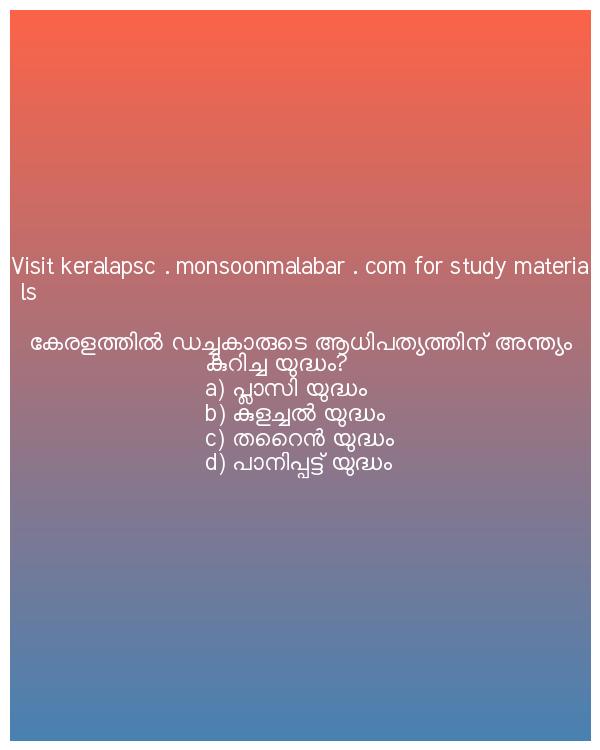 Visit keralapsc . monsoonmalabar . com for study materia
ls
കേരളത്തിൽ ഡച്ചുകാരുടെ ആധിപത്യത്തിന് അന്ത്യം
കുറിച്ച യുദ്ധം?
a) പ്ലാസി യുദ്ധം
b) കുളച്ചൽ യുദ്ധം
c) തറൈൻ യുദ്ധം
d) പാനിപ്പട്ട് യുദ്ധം